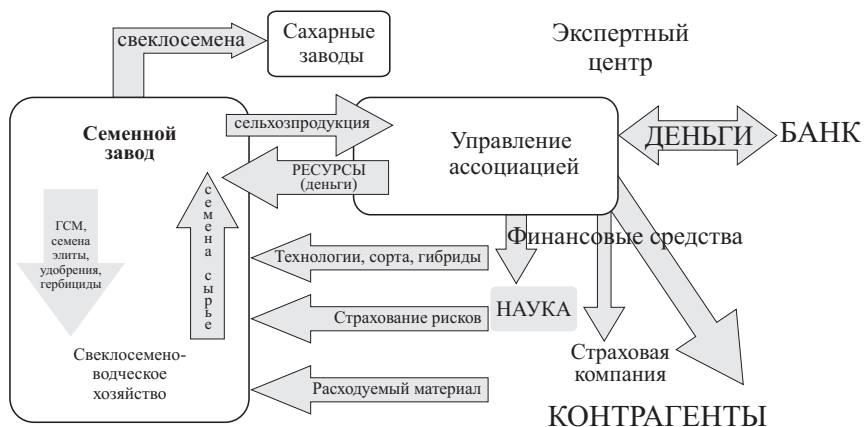 свеклосемена
Сахарные
заводы
Экспертный
центр
Семенной
завод
сельхозпродукция
Управление
ассоциацией
ДЕНЬГИ
БАНК
РЕСУРСЫ
(деньги)
семена сырье
ГСМ,
семена
элиты,
удобрения,
гербициды
Финансовые средства
Технологии, сорта, гибриды
НАУКА
Страхование рисков
Свеклосемено-
водческое
хозяйство
Страховая
компания
Расходуемый материал
КОНТРАГЕНТЫ